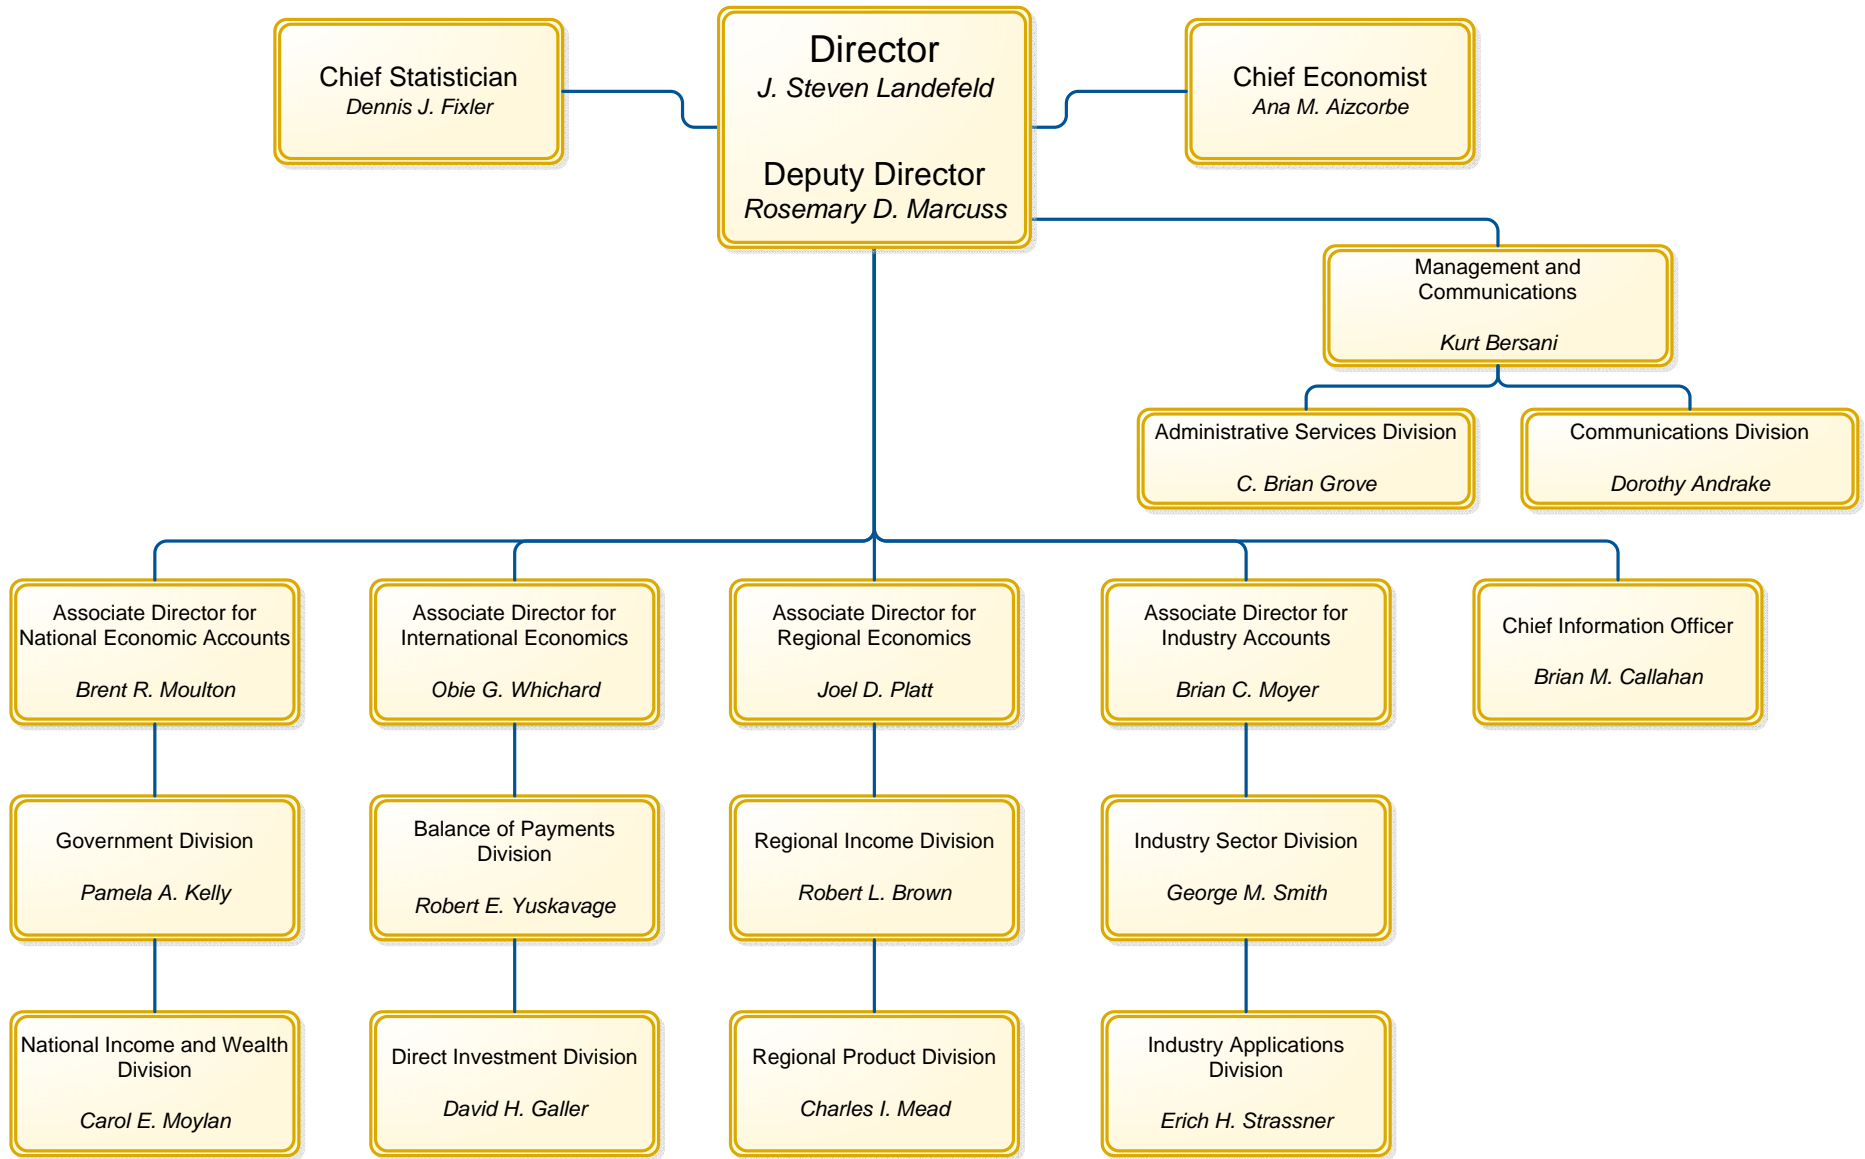 Director
J. Steven Landefeld
Deputy Director
Rosemary D. Marcuss
Chief Statistician
Dennis J. Fixler
Chief Economist
Ana M. Aizcorbe
Management and
Communications
Kurt Bersani
Administrative Services Division
C. Brian Grove
Communications Division
Dorothy Andrake
Associate Director for
National Economic Accounts
Brent R. Moulton
Associate Director for
International Economics
Obie G. Whichard
Associate Director for
Regional Economics
Joel D. Platt
Associate Director for
Industry Accounts
Brian C. Moyer
Chief Information Officer
Brian M. Callahan
Government Division
Pamela A. Kelly
Balance of Payments
Division
Robert E. Yuskavage
Regional Income Division
Robert L. Brown
Industry Sector Division
George M. Smith
National Income and Wealth
Division
Carol E. Moylan
Direct Investment Division
David H. Galler
Regional Product Division
Charles I. Mead
Industry Applications
Division
Erich H. Strassner